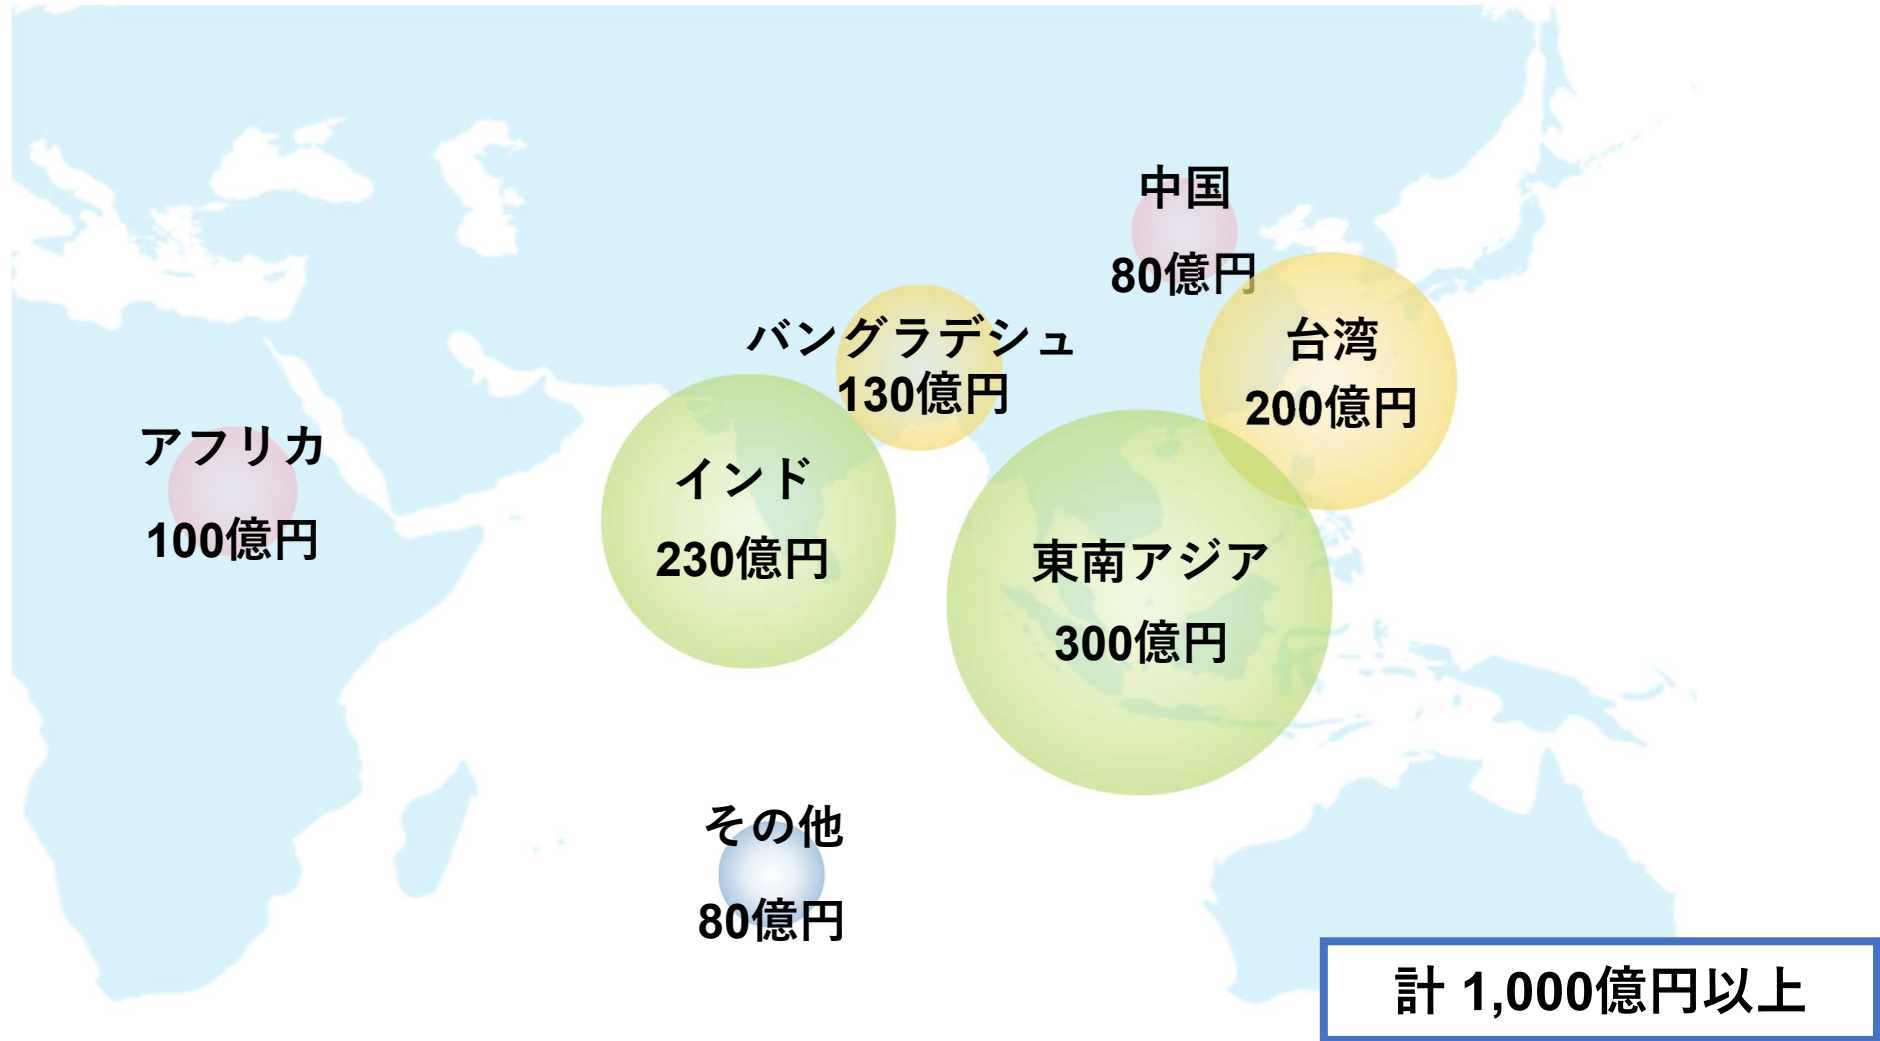 中国
80億円
バングラデシュ
130億円
台湾
200億円
アフリカ
100億円
インド
230億円
東南アジア
300億円
その他
80億円
計 1,000億円以上